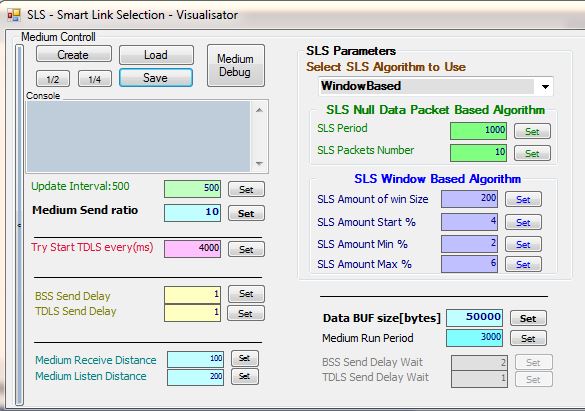 SLS - Smart Link Selection - Visualisator
Medium Controll
Create
Load
Medium Debug
1/2
1/4
Save
Console
Update Interval:500
500
Set
Medium Send ratio
10
Set
Try Start TDLS every(ms)
4000
Set
BSS Send Delay
1
Set
TDLS Send Delay
1
Set
Medium Receive Distance
100
Set
Medium Listen Distance
200
Set
<
SLS Parameters
Select SLS Algorithm to Use
WindowBased
SLS Null Data Packet Based Algorithm
SLS Period
1000
Set
SLS Packets Number
10
Set
SLS Window Based Algorithm
SLS Amount of win Size
200
Set
SLS Amount Start %
4
Set
SLS Amount Min %
2
Set
SLS Amount Max %
6
Set
Data BUF size[bytes]
50000
Set
Medium Run Period
3000
Set
BSS Send Delay Wait
2
Set
TDLS Send Delay Wait
1
Set